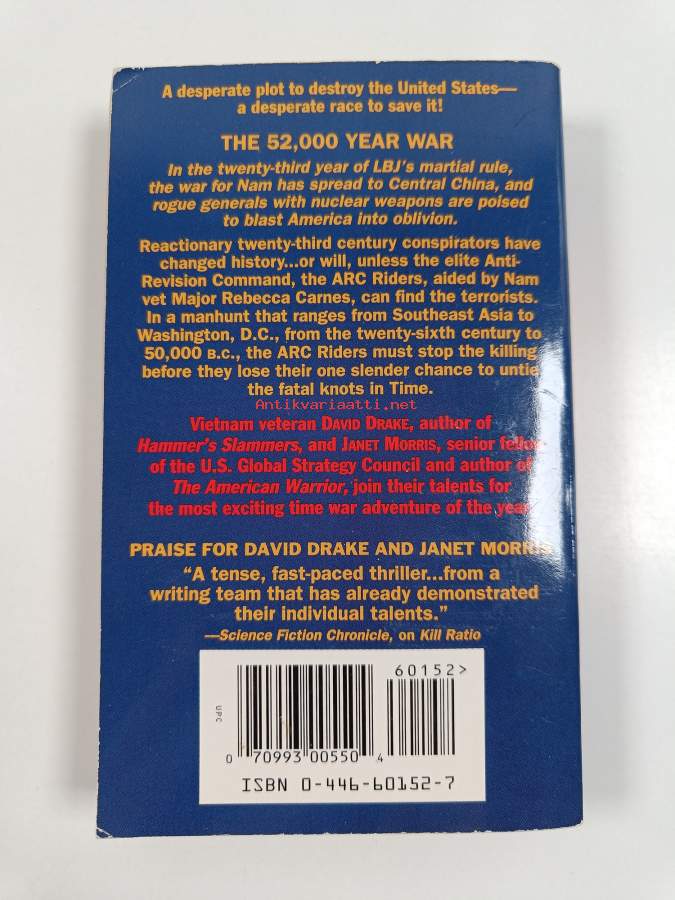 A desperate plot to destroy the United States—
a desperate race to save it!
THE 52,000 YEAR WAR
In the twenty-third year of LBJ's martial rule,
the war for Nam has spread to Central China, and
rogue generals with nuclear weapons are poised
to blast America into oblivion.
Reactionary twenty-third century conspirators have
changed history...or will, unless the elite Anti-
Revision Command, the ARC Riders, aided by Nam
vet Major Rebecca Carnes, can find the terrorists.
In a manhunt that ranges from Southeast Asia to
Washington, D.C., from the twenty-sixth century to
50,000 B.C., the ARC Riders must stop the killing
before they lose their one slender chance to untie
the fatal knots in Time.
Antikvariaatti.net
Vietnam veteran DAVID DRAKE, author of
Hammer's Slammers, and JANET MORRIS, senior fellow
of the U.S. Global Strategy Council and author of
The American Warrior, join their talents for
the most exciting time war adventure of the year
PRAISE FOR DAVID DRAKE AND JANET MORRIS
"A tense, fast-paced thriller...from a
writing team that has already demonstrated
their individual talents."
—Science Fiction Chronicle, on Kill Ratio
60152>
UPC
0 70993 00550 4
ISBN 0-446-60152-7